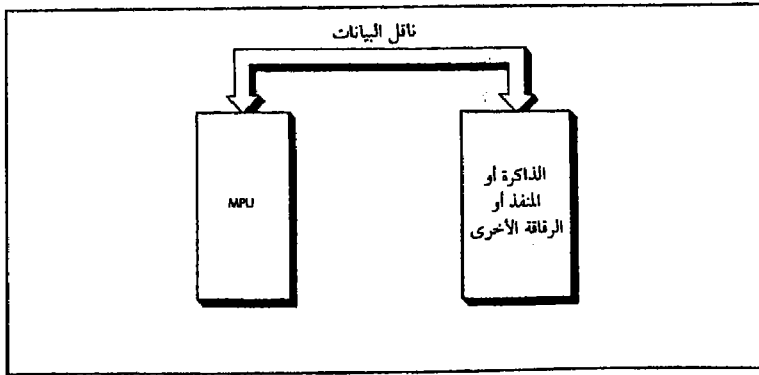 ناقل البيانات
MPU
الذاكرة أو
المنفذ أو
الرقاقة الأخرى